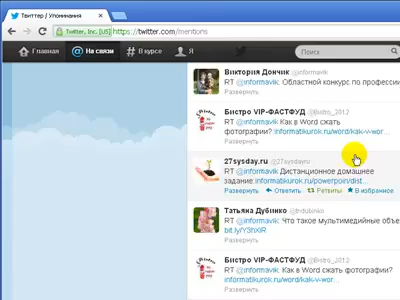 Твиттер / Упоминания
Twitter, Inc. [US] https://twitter.com/mentions
Главная @ На связи # В курсе Я Поиск
Виктория Дончик @informavik
RT @informavik: Областной конкурс по професси
Развернуть
Бистро VIP-ФАСТФУД @Bistro_2012
RT @informavik Как в Word сжать
фотографии? informatikurok.ru/word/kak-v-wor...
Развернуть
27sysday.ru @27sysdayru
RT @informavik Дистанционное домашнее
задание:informatikurok.ru/powerpoin/dist...
Развернуть Ответить Ретвиты В избранное
Татьяна Дубинко
RT @informavik: Что такое мультимедийные объе
bit.ly/Y3hXiR
Развернуть
Бистро VIP-ФАСТФУД @Bistro_2012
RT @informavik: Как в Word сжать фотографии?
informatikurok.ru/word/kak-v-wor...